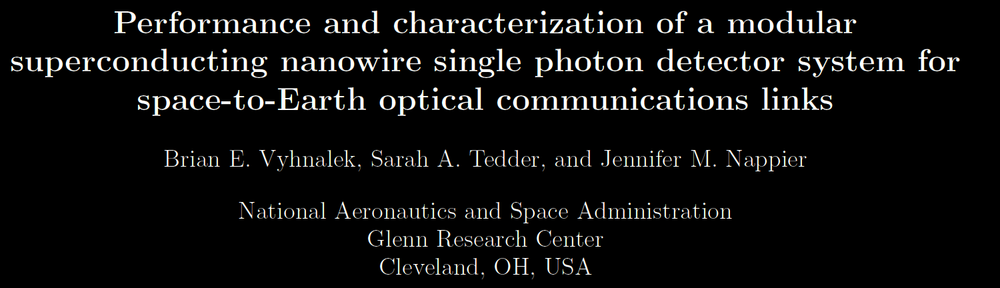 Performance and characterization of a modular
superconducting nanowire single photon detector system for
space-to-Earth optical communications links
Brian E. Vyhnalek, Sarah A. Tedder, and Jennifer M. Nappier
National Aeronautics and Space Administration
Glenn Research Center
Cleveland, OH, USA